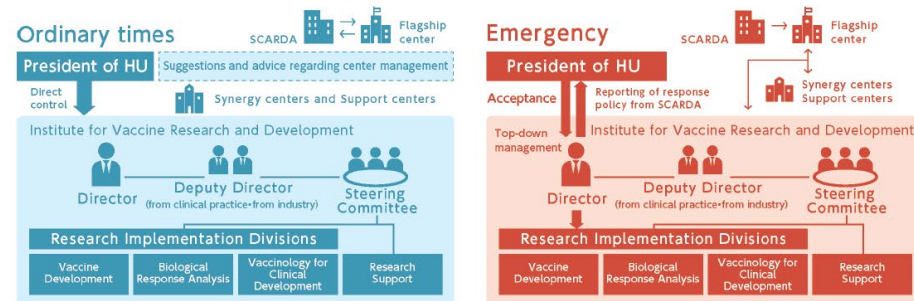 Ordinary times
SCARDA
Flagship
center
President of HU
Suggestions and advice regarding center management
Direct
control
Synergy centers and Support centers
Institute for Vaccine Research and Development
Director
Deputy Director
(from clinical practice•from industry)
Steering
Committee
Research Implementation Divisions
Vaccine
Development
Biological
Response Analysis
Vaccinology for
Clinical
Development
Research
Support
Emergency
SCARDA
Flagship
center
President of HU
Acceptance
Reporting of response
policy from SCARDA
Synergy centers
Support centers
Top-down
management
Institute for Vaccine Research and Development
Director
Deputy Director
(from clinical practice•from industry)
Steering
Committee
Research Implementation Divisions
Vaccine
Development
Biological
Response Analysis
Vaccinology for
Clinical
Development
Research
Support